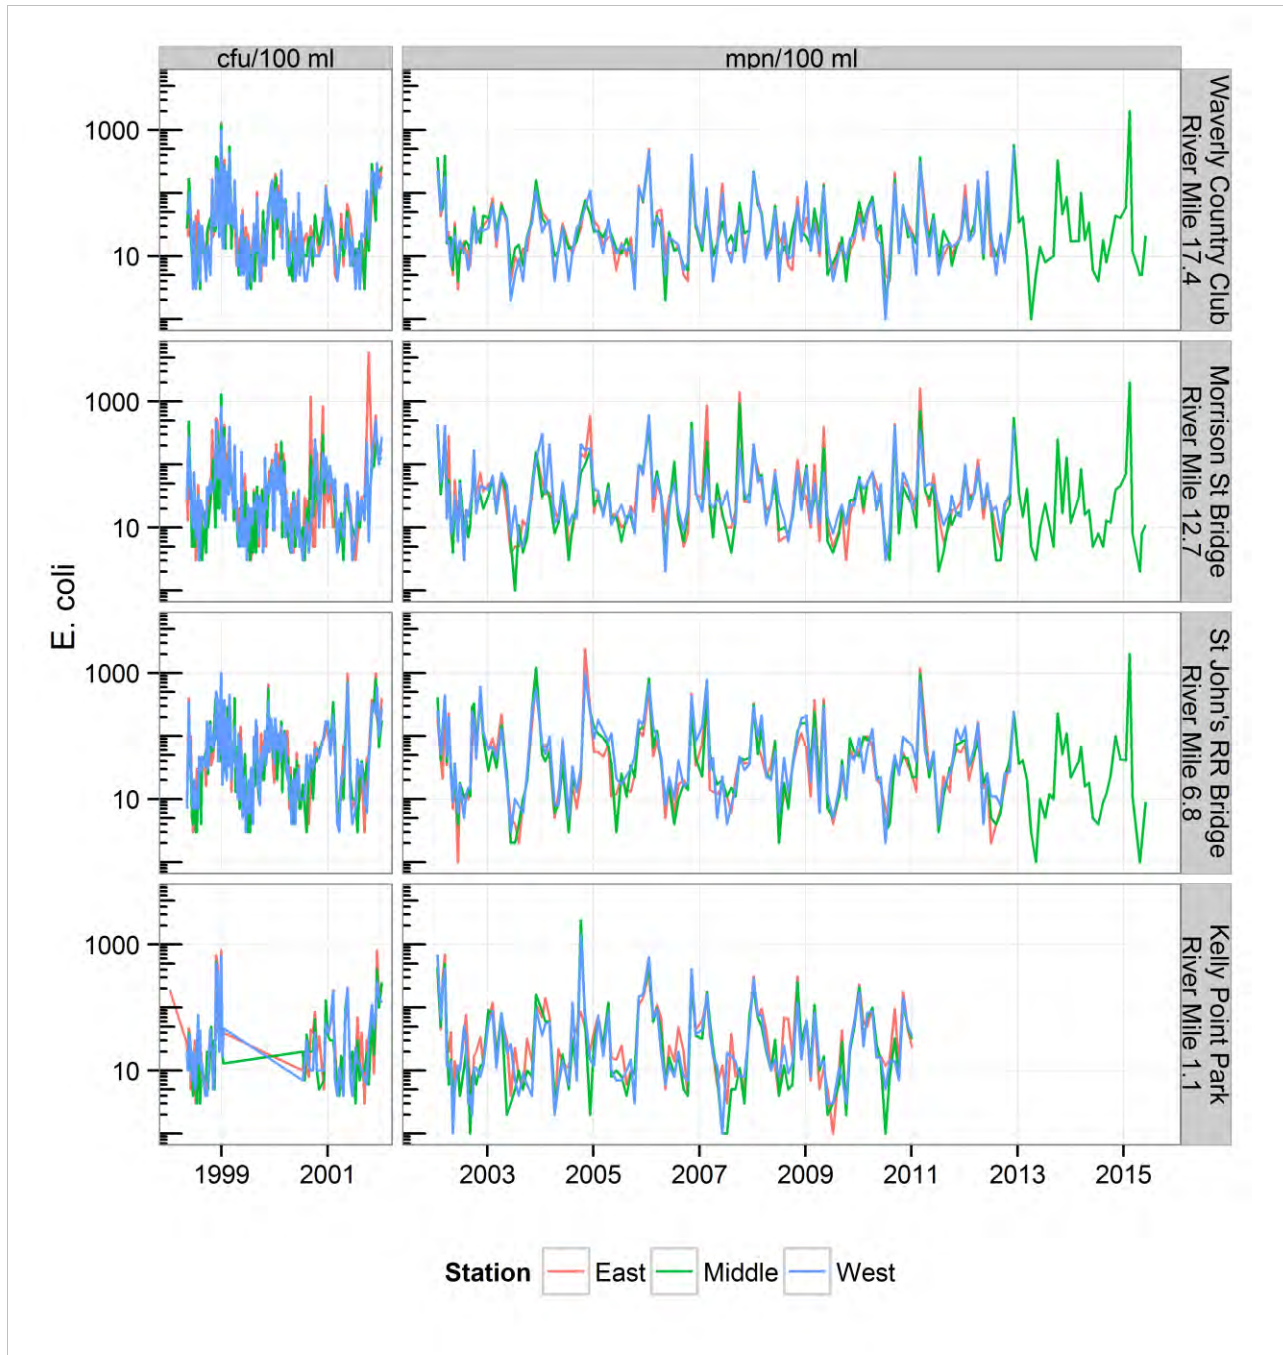 cfu/100 ml
mpn/100 ml
E. coli
1000
10
Waverly Country Club
River Mile 17.4
1000
10
Morrison St Bridge
River Mile 12.7
1000
10
St John's RR Bridge
River Mile 6.8
1000
10
Kelly Point Park
River Mile 1.1
1999 2001 2003 2005 2007 2009 2011 2013 2015
Station East Middle West